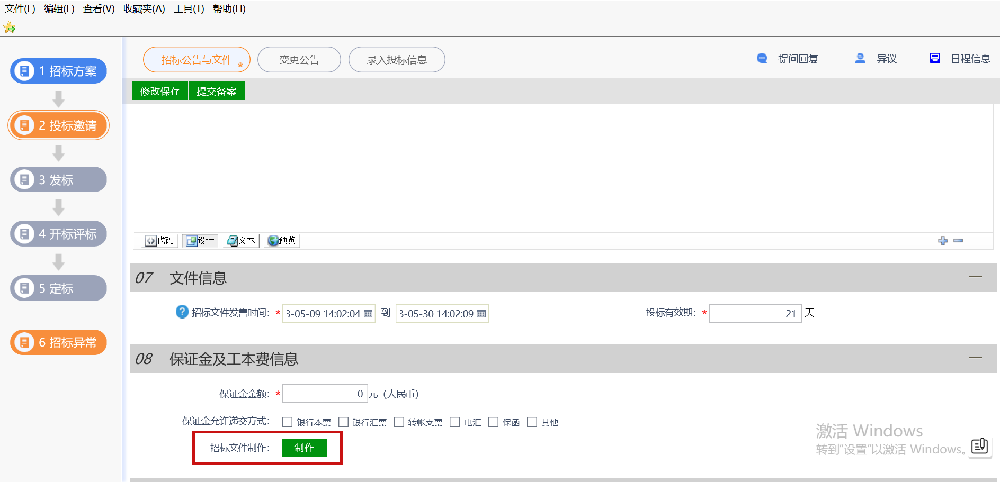 文件(F) 编辑(E) 查看(V) 收藏夹(A) 工具(T) 帮助(H)
招标公告与文件 * 变更公告 录入投标信息 提问回复 异议 日程信息
修改保存 提交备案
1 招标方案
2 投标邀请
3 发标
4 开标评标
5 定标
6 招标异常
代码 设计 文本 预览
07 文件信息
招标文件发售时间： * 3-05-09 14:02:04 到 3-05-30 14:02:09 投标有效期： * 21 天
08 保证金及工本费信息
保证金金额： * 0 元（人民币）
保证金允许递交方式： 银行本票 银行汇票 转帐支票 电汇 保函 其他
招标文件制作： 制作
激活 Windows
转到"设置"以激活 Windows。